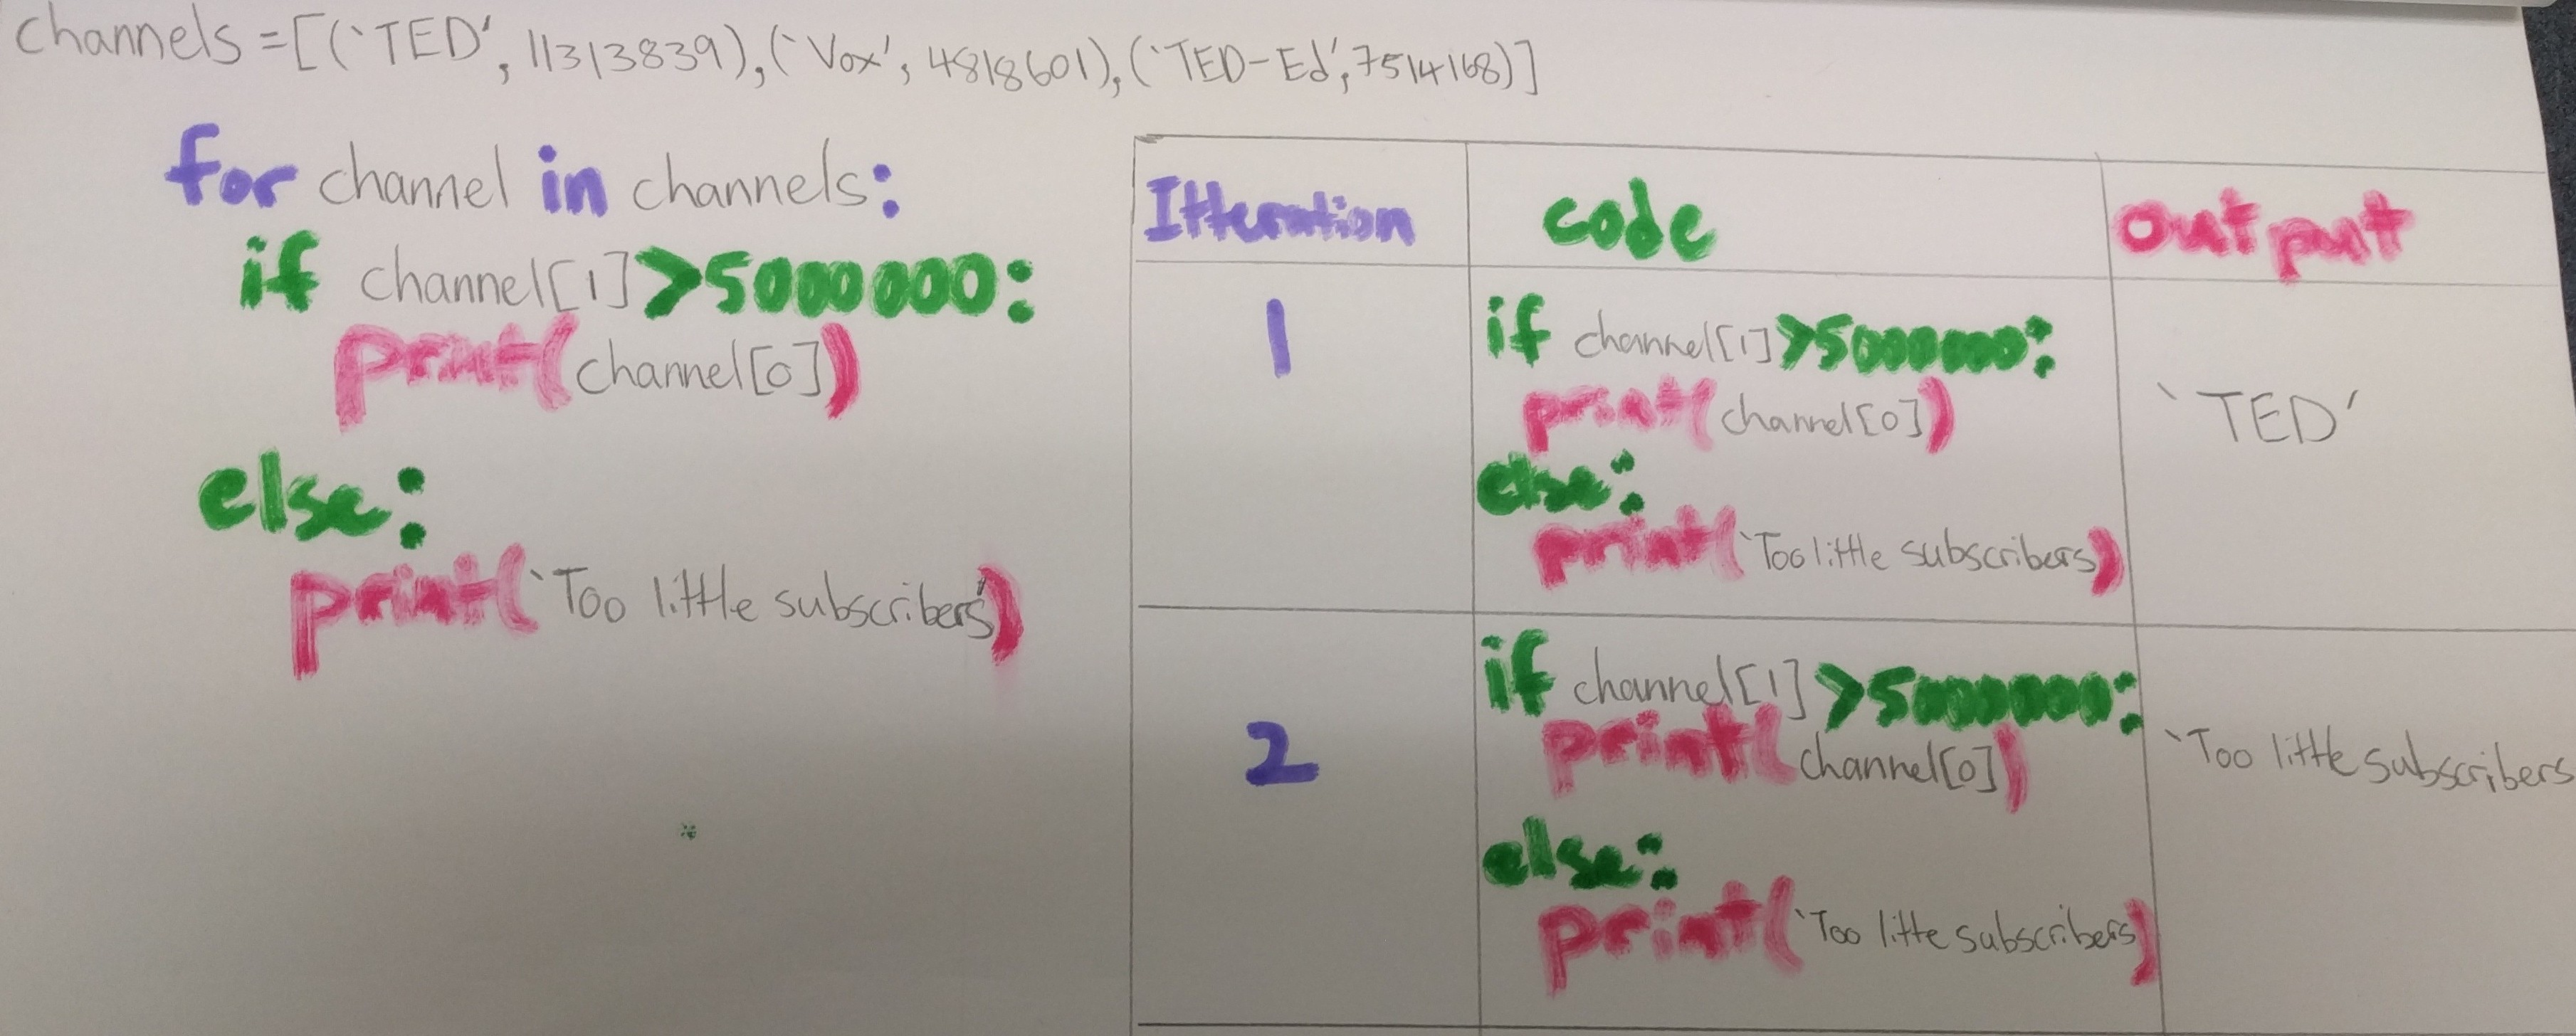 channels = [(`TED', 11313839), (`Vox', 4818601), (`TED-Ed', 7514168)]
for channel in channels:
if channel[1] >5000000:
print(channel[0])
else:
print(`Too little subscribers')
Itteration code output
1
if channel[1]>5000000:
print(channel[0])
else:
print(`Too little subscribers)
`TED'
2
if channel[1] >5000000:
print(channel[0])
else:
print(`Too litte subscribers)
`Too little subscribers